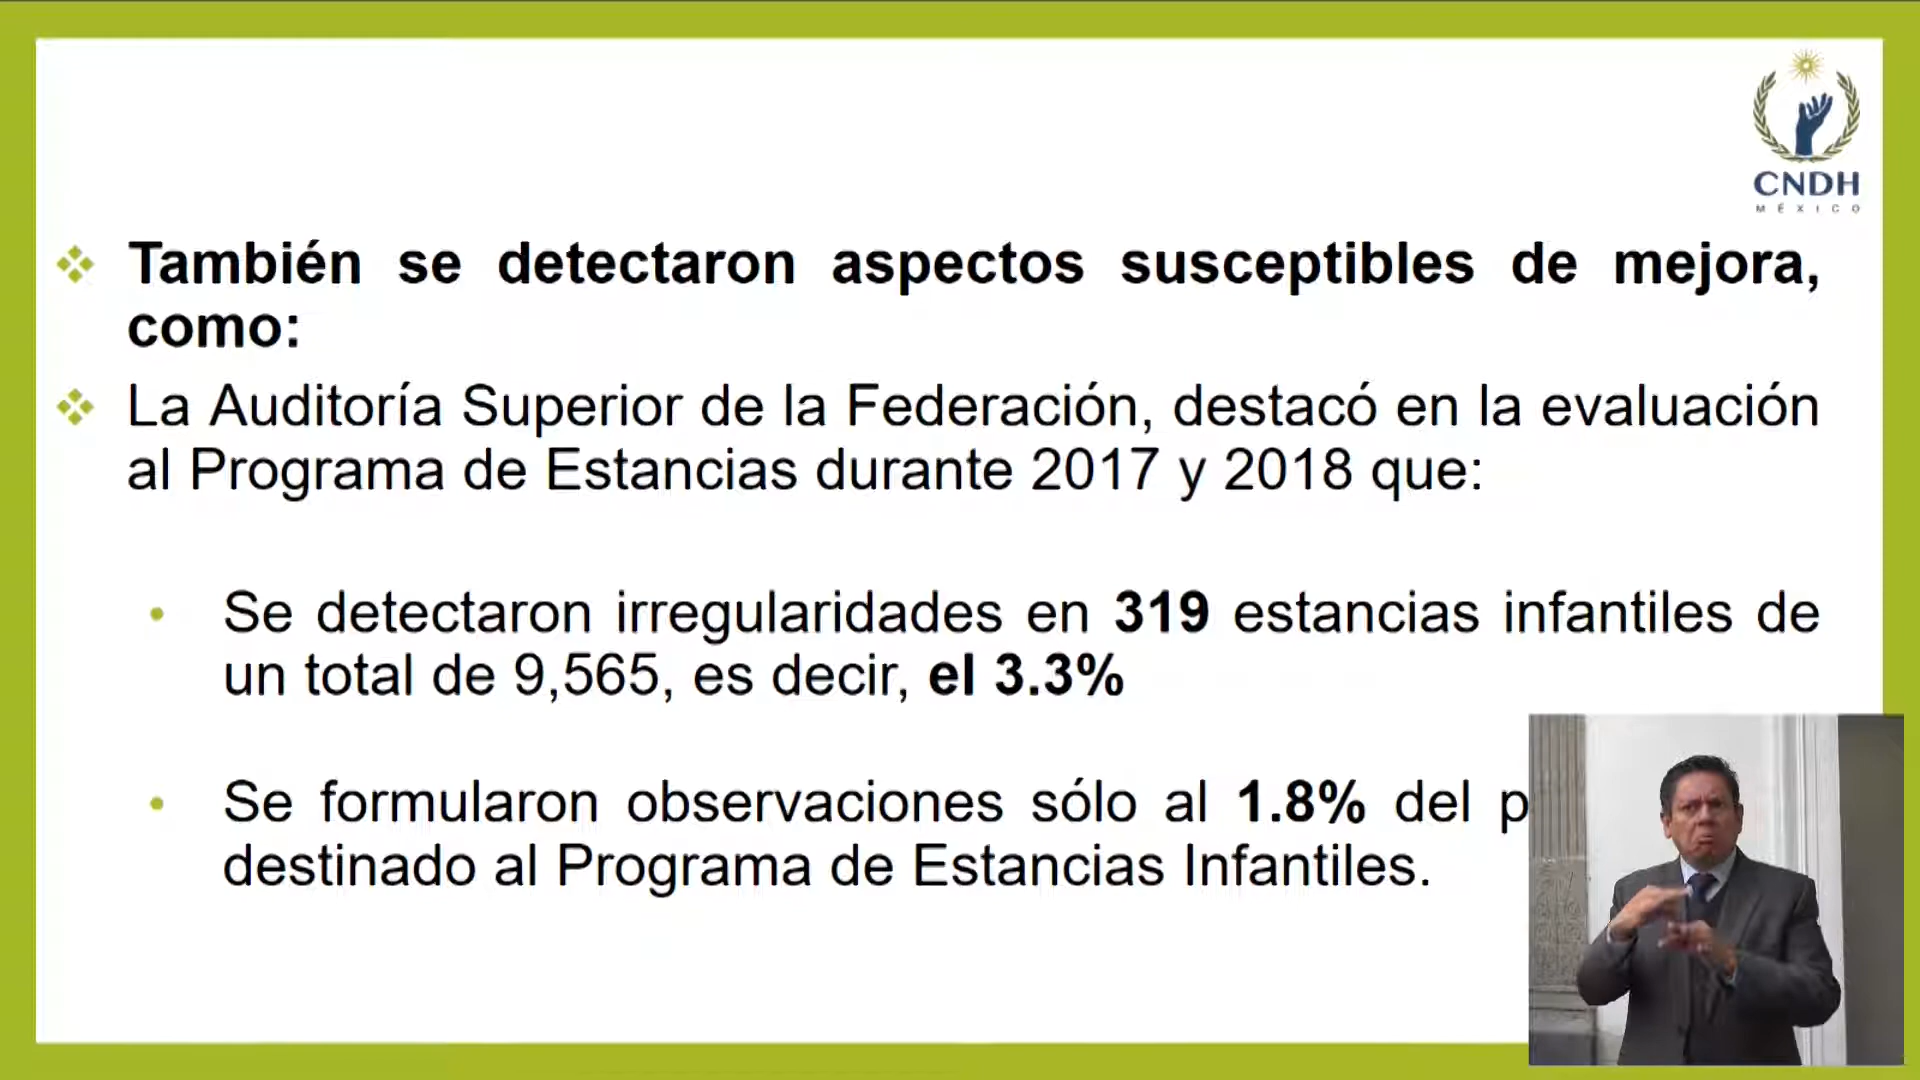 CNDH
MÉXICO
También se detectaron aspectos susceptibles de mejora,
como:
La Auditoría Superior de la Federación, destacó en la evaluación
al Programa de Estancias durante 2017 y 2018 que:
Se detectaron irregularidades en 319 estancias infantiles de
un total de 9,565, es decir, el 3.3%
Se formularon observaciones sólo al 1.8% del
destinado al Programa de Estancias Infantiles.